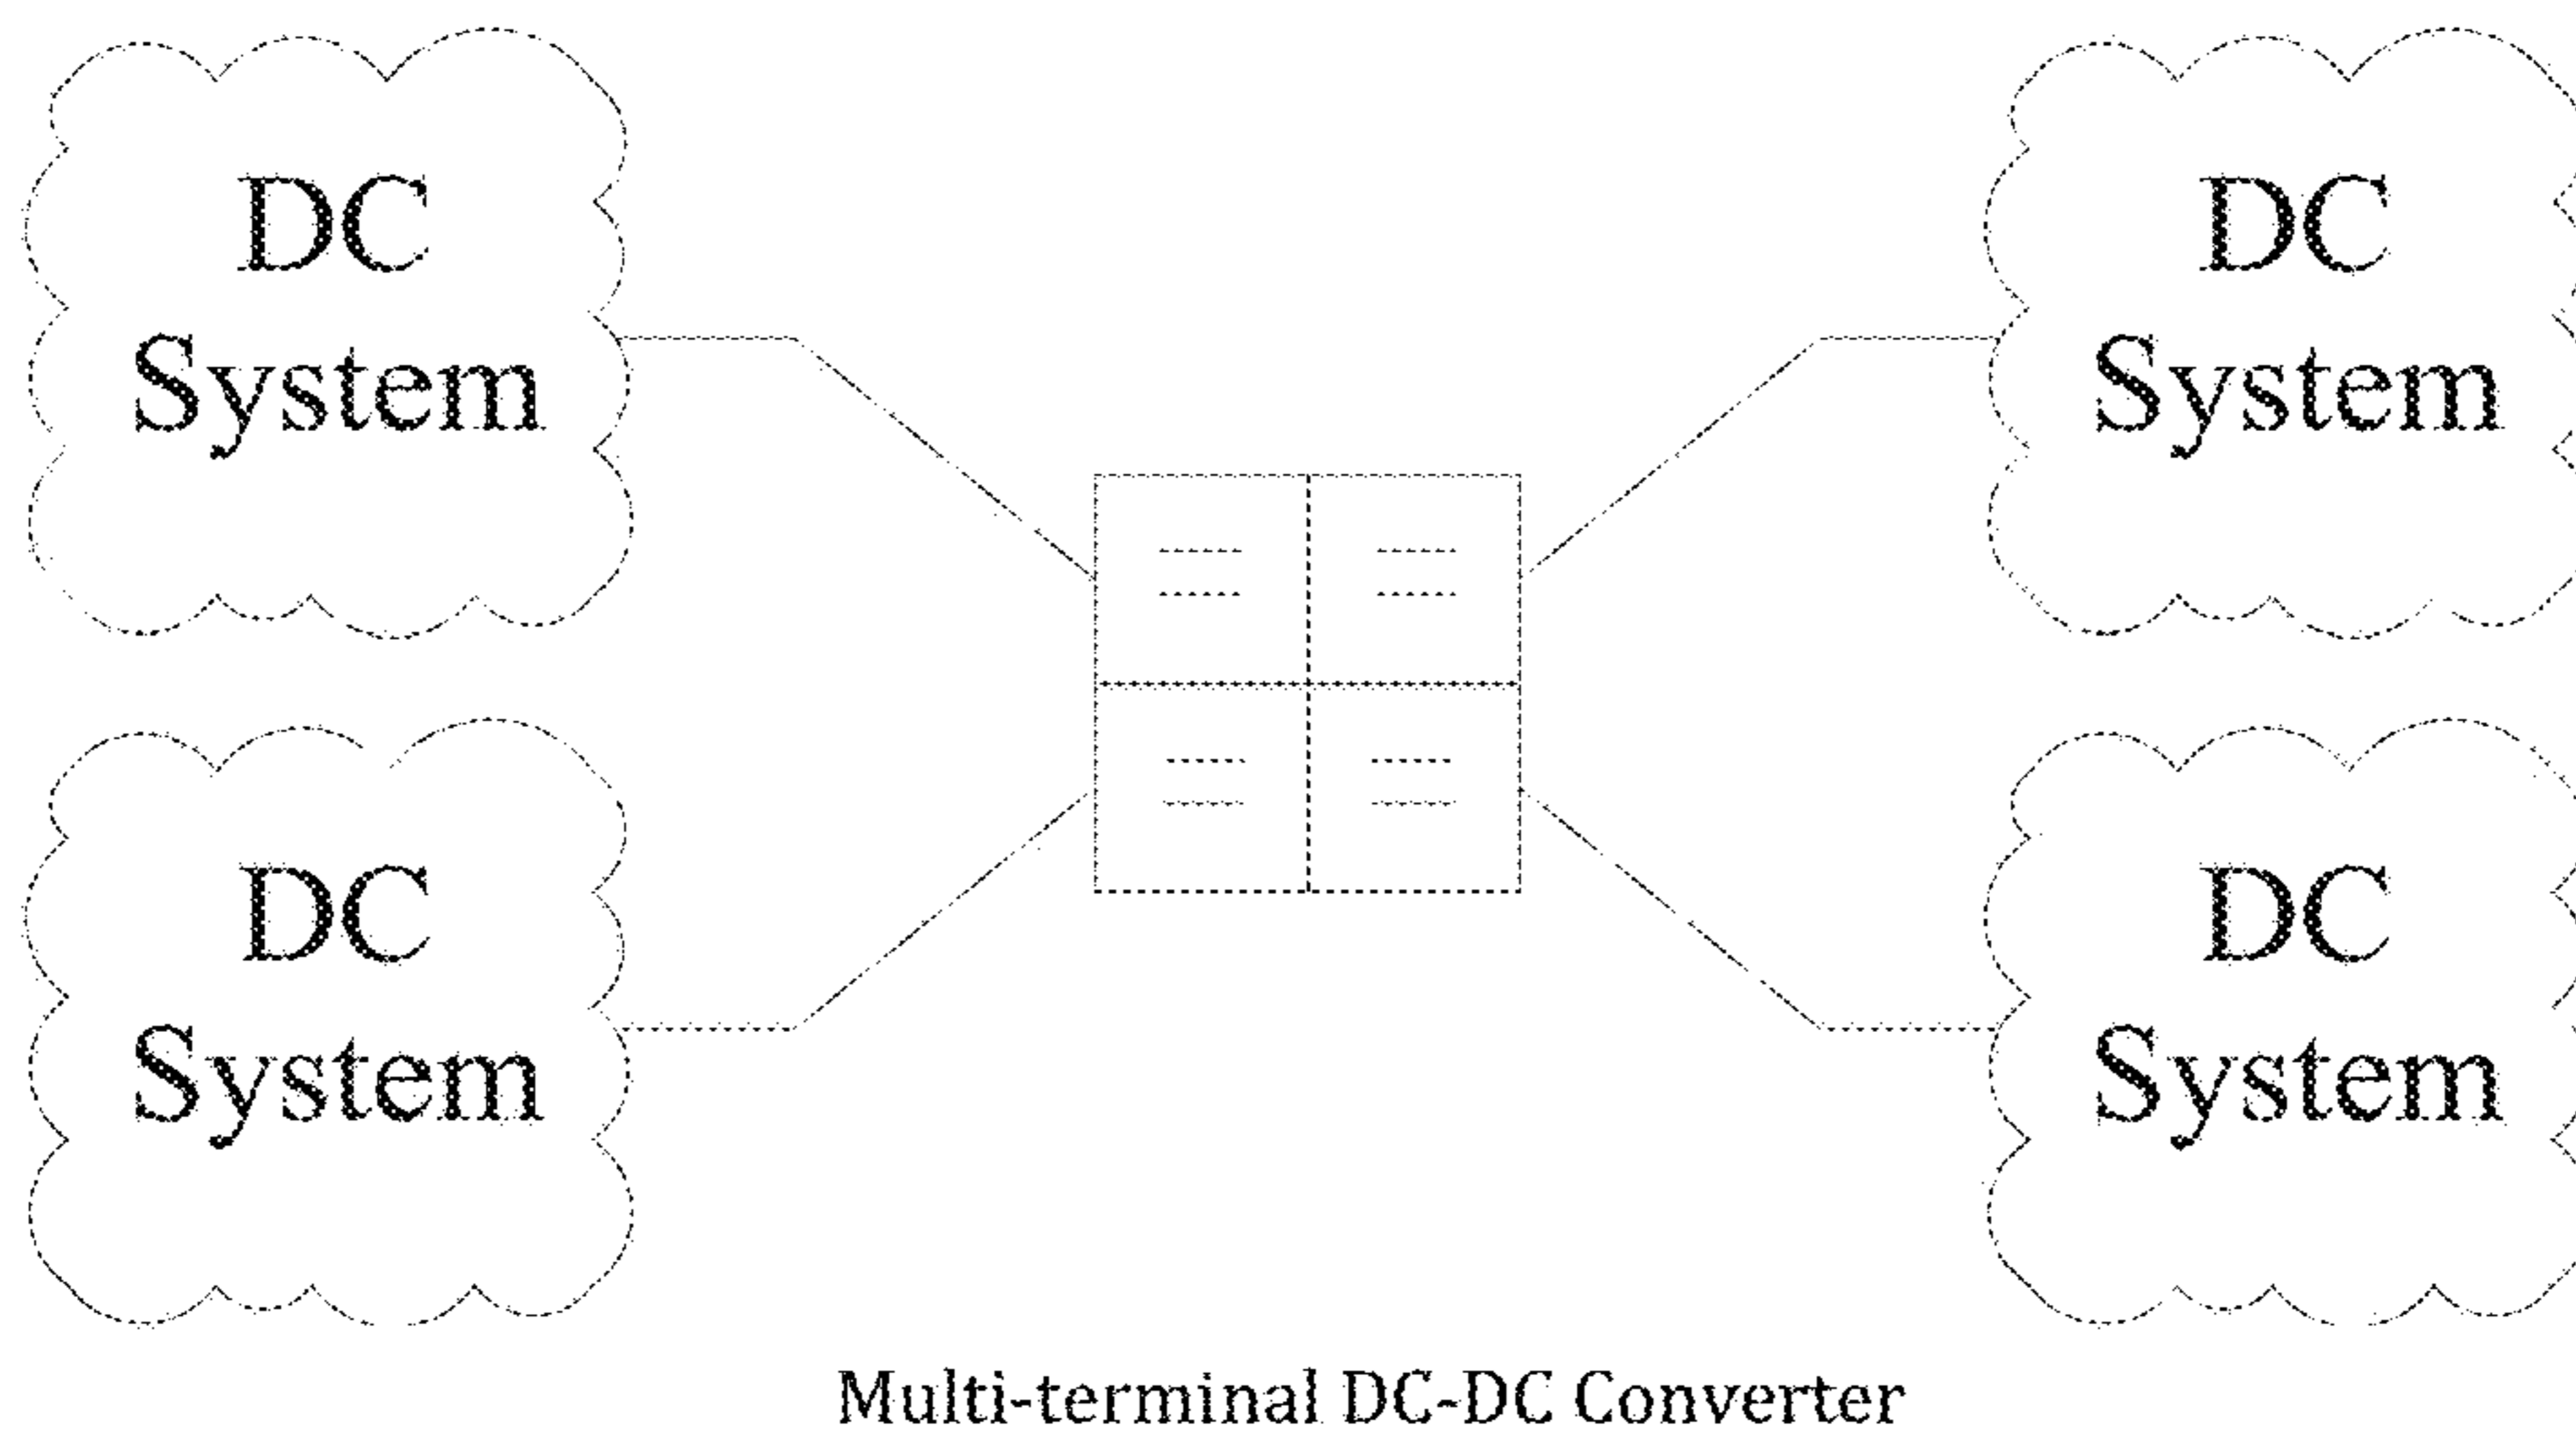 DC
System
DC
System
DC
System
DC
System
Multi-terminal DC-DC Converter